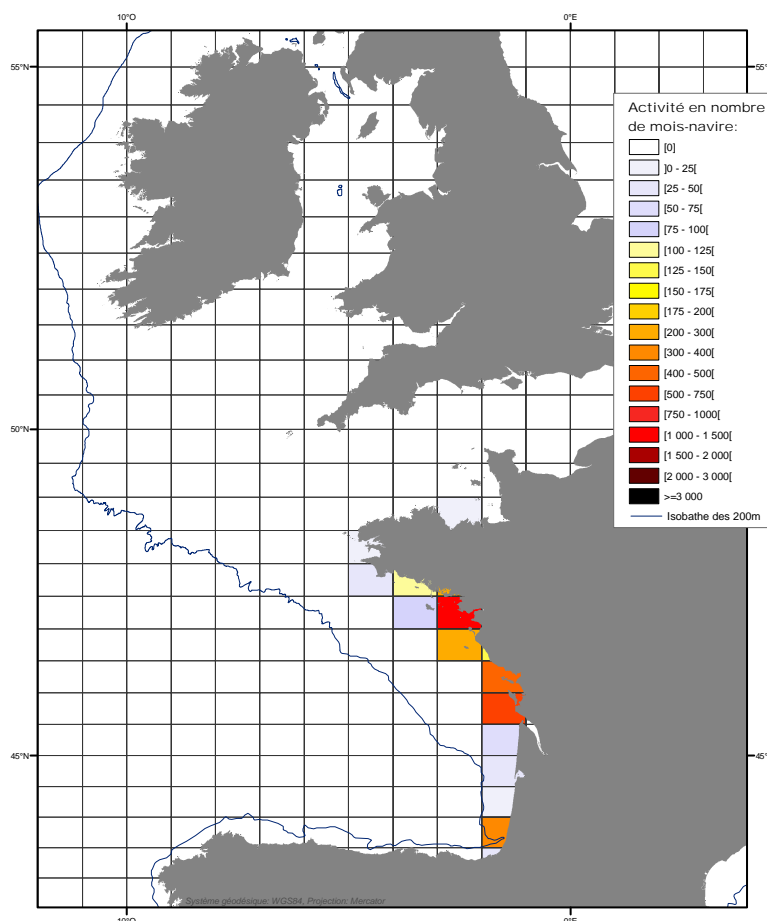 10°O
0°E
55°N
55°
Activité en nombre
de mois-navire:
[0]
]0 - 25[
[25 - 50[
[50 - 75[
[75 - 100[
[100 - 125[
[125 - 150[
[150 - 175[
[175 - 200[
[200 - 300[
[300 - 400[
[400 - 500[
[500 - 750[
[750 - 1000[
[1 000 - 1 500[
[1 500 - 2 000[
[2 000 - 3 000[
>=3 000
Isobathe des 200m
50°N
45°N
45°
Système géodésique: WGS84, Projection: Mercator
10°O
0°E